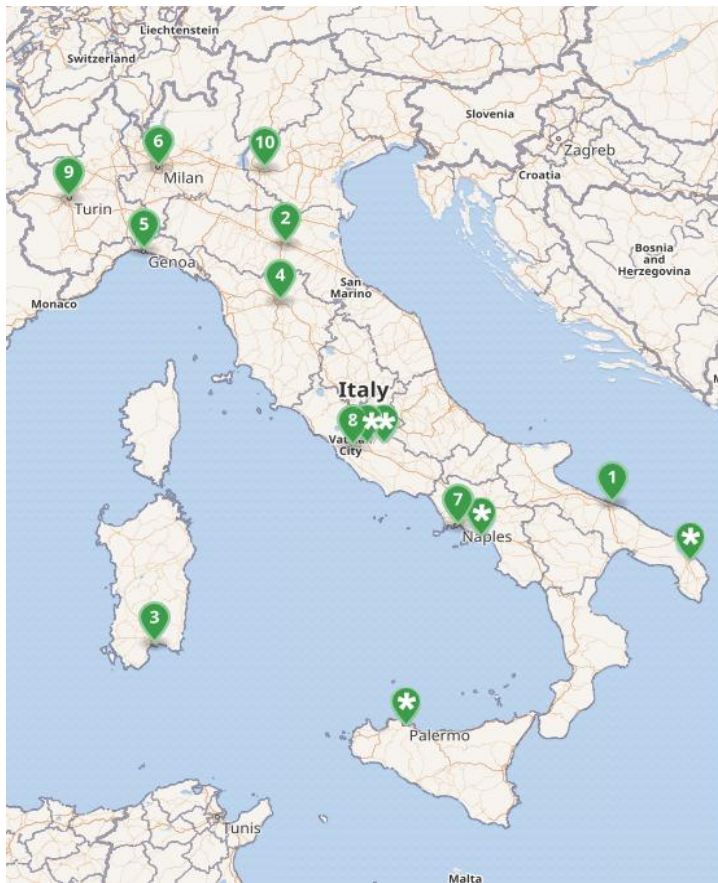 Liechtenstein
Switzerland
Slovenia
6
10
Zagreb
Milan
9
Croatia
Turin
2
5
Bosnia
and
Herzegovina
Genoa
4
San
Marino
Monaco
Italy
8 * *
City
1
7
*
Naples
*
3
*
Palermo
Tunis
Malta